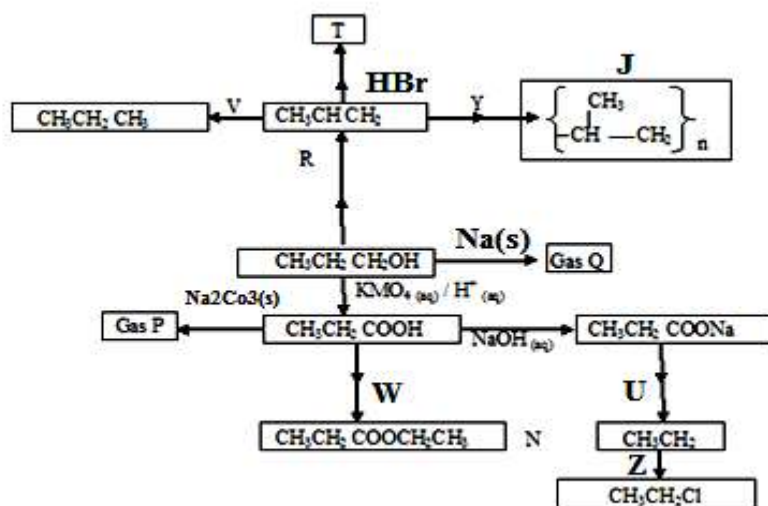 T
HBr
J
CH₃CH₂ CH₃
V
CH₃CH CH₂
Y
CH₃
CH — CH₂
n
R
Na(s)
CH₃CH₂ CH₂OH
Gas Q
KMO₄ (aq) / H⁺ (aq)
Na2Co3(s)
Gas P
CH₃CH₂ COOH
NaOH (aq)
CH₃CH₂ COONa
W
U
CH₃CH₂ COOCH₂CH₃
N
CH₃CH₂
Z
CH₃CH₂Cl